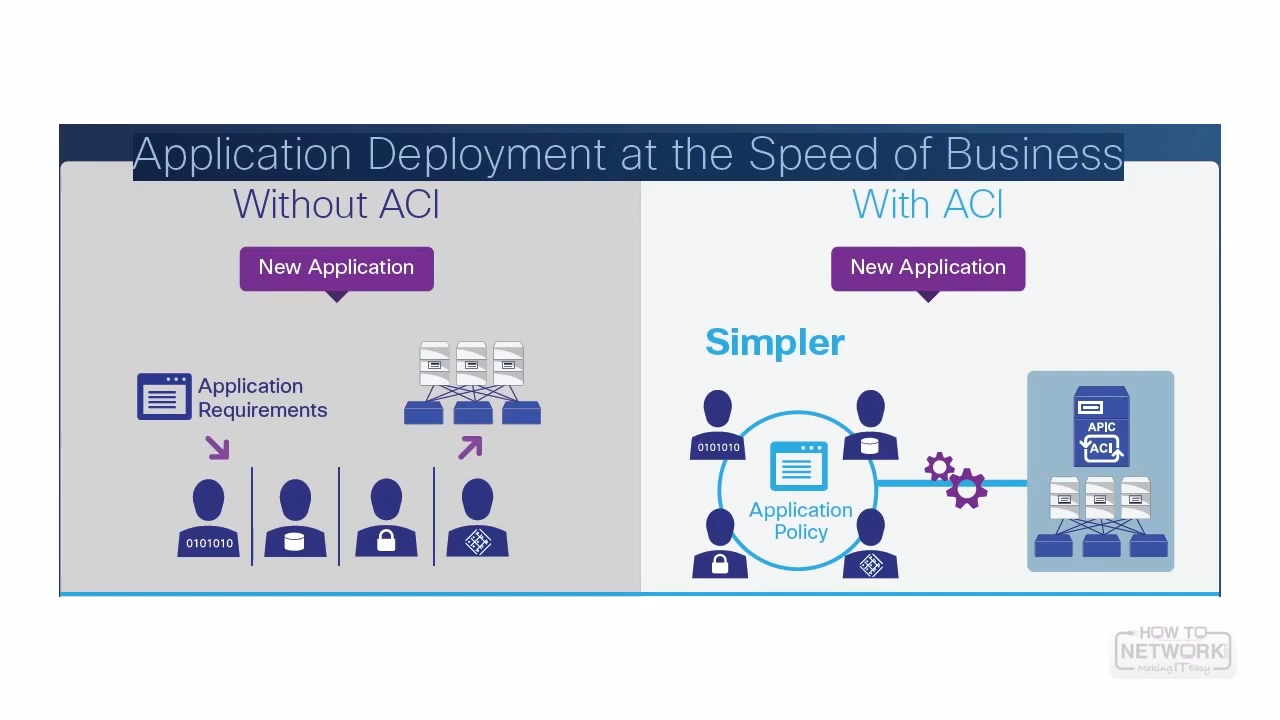 Application Deployment at the Speed of Business
Without ACI
New Application
Application
Requirements
0101010
With ACI
New Application
Simpler
0101010
Application
Policy
APIC
ACI
HOW TO
NETWORK
Making IT Easy